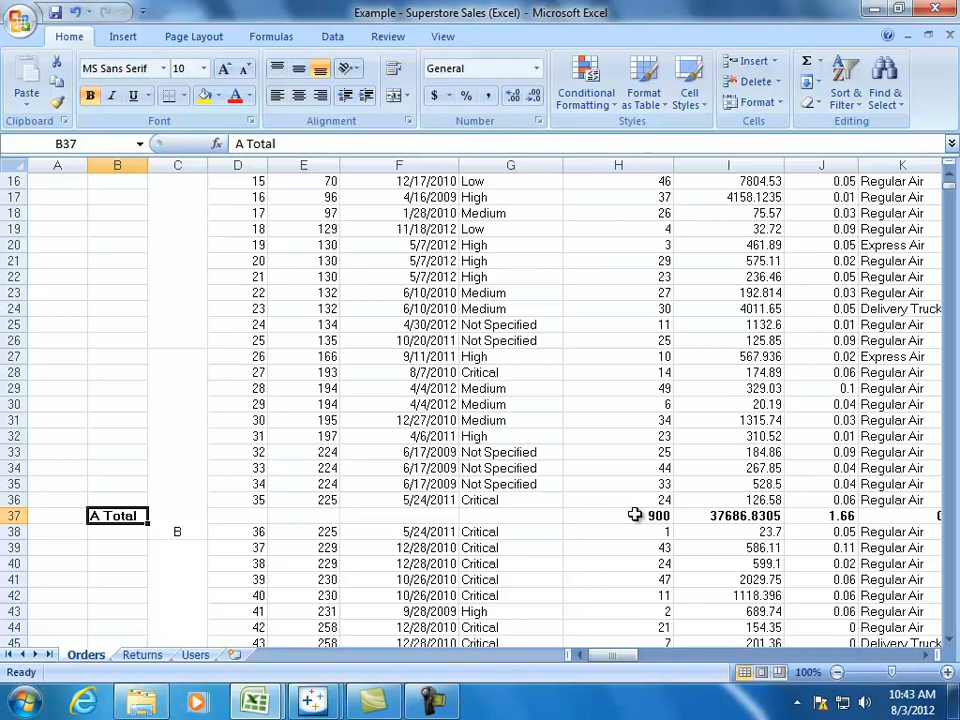 Example - Superstore Sales (Excel) - Microsoft Excel
Home Insert Page Layout Formulas Data Review View
Paste
MS Sans Serif 10 A A
B I U A
General
$ % ,
Conditional Formatting
Format as Table
Cell Styles
Insert
Delete
Format
Σ
Sort & Filter
Find & Select
Clipboard Font Alignment Number Styles Cells Editing
B37 fx A Total
A B C D E F G H I J K
16 15 70 12/17/2010 Low 46 7804.53 0.05 Regular Air
17 16 96 4/16/2009 High 37 4158.1235 0.01 Regular Air
18 17 97 1/28/2010 Medium 26 75.57 0.03 Regular Air
19 18 129 11/18/2012 Low 4 32.72 0.09 Regular Air
20 19 130 5/7/2012 High 3 461.89 0.05 Express Air
21 20 130 5/7/2012 High 29 575.11 0.02 Regular Air
22 21 130 5/7/2012 High 23 236.46 0.05 Regular Air
23 22 132 6/10/2010 Medium 27 192.814 0.03 Regular Air
24 23 132 6/10/2010 Medium 30 4011.65 0.05 Delivery Truck
25 24 134 4/30/2012 Not Specified 11 1132.6 0.01 Regular Air
26 25 135 10/20/2011 Not Specified 25 125.85 0.09 Regular Air
27 26 166 9/11/2011 High 10 567.936 0.02 Express Air
28 27 193 8/7/2010 Critical 14 174.89 0.06 Regular Air
29 28 194 4/4/2012 Medium 49 329.03 0.1 Regular Air
30 29 194 4/4/2012 Medium 6 20.19 0.04 Regular Air
31 30 195 12/27/2010 Medium 34 1315.74 0.03 Regular Air
32 31 197 4/6/2011 High 23 310.52 0.01 Regular Air
33 32 224 6/17/2009 Not Specified 25 184.86 0.09 Regular Air
34 33 224 6/17/2009 Not Specified 44 267.85 0.04 Regular Air
35 34 224 6/17/2009 Not Specified 33 528.5 0.04 Regular Air
36 35 225 5/24/2011 Critical 24 126.58 0.06 Regular Air
37 A Total 900 37686.8305 1.66
38 B 36 225 5/24/2011 Critical 1 23.7 0.05 Regular Air
39 37 229 12/28/2010 Critical 43 586.11 0.11 Regular Air
40 38 229 12/28/2010 Critical 24 599.1 0.02 Regular Air
41 39 230 10/26/2010 Critical 47 2029.75 0.06 Regular Air
42 40 230 10/26/2010 Critical 11 1118.396 0.06 Regular Air
43 41 231 9/28/2009 High 2 689.74 0.06 Regular Air
44 42 258 12/28/2010 Critical 21 154.35 0 Regular Air
45 43 258 12/28/2010 Critical 7 201.36 0 Delivery Truck
Orders Returns Users
Ready 100%
10:43 AM
8/3/2012